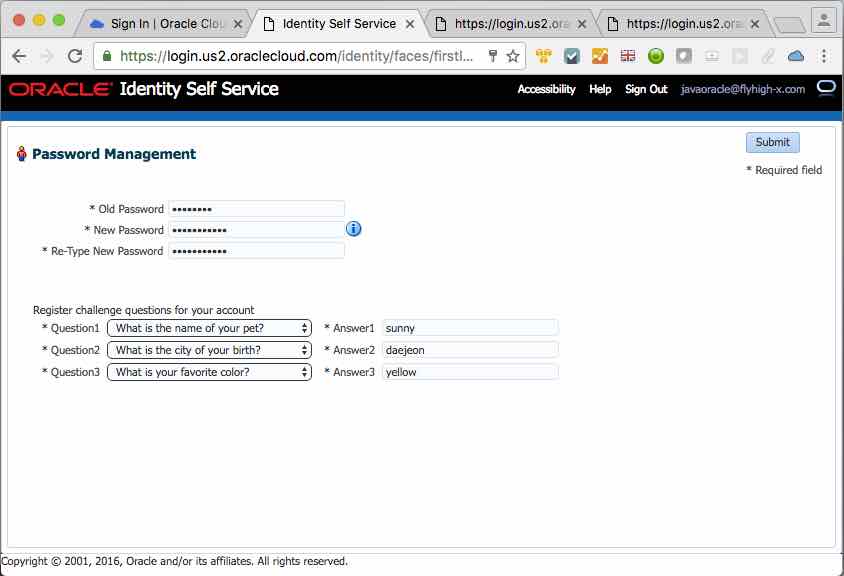 Sign In | Oracle Clou
Identity Self Service
https://login.us2.ora
https://login.us2.ora
https://login.us2.oraclecloud.com/identity/faces/firstl...
ORACLE Identity Self Service
Accessibility Help Sign Out javaoracle@flyhigh-x.com
Password Management
Submit
* Required field
* Old Password ••••••••
* New Password •••••••••••
* Re-Type New Password •••••••••••
Register challenge questions for your account
* Question1 What is the name of your pet? * Answer1 sunny
* Question2 What is the city of your birth? * Answer2 daejeon
* Question3 What is your favorite color? * Answer3 yellow
Copyright © 2001, 2016, Oracle and/or its affiliates. All rights reserved.